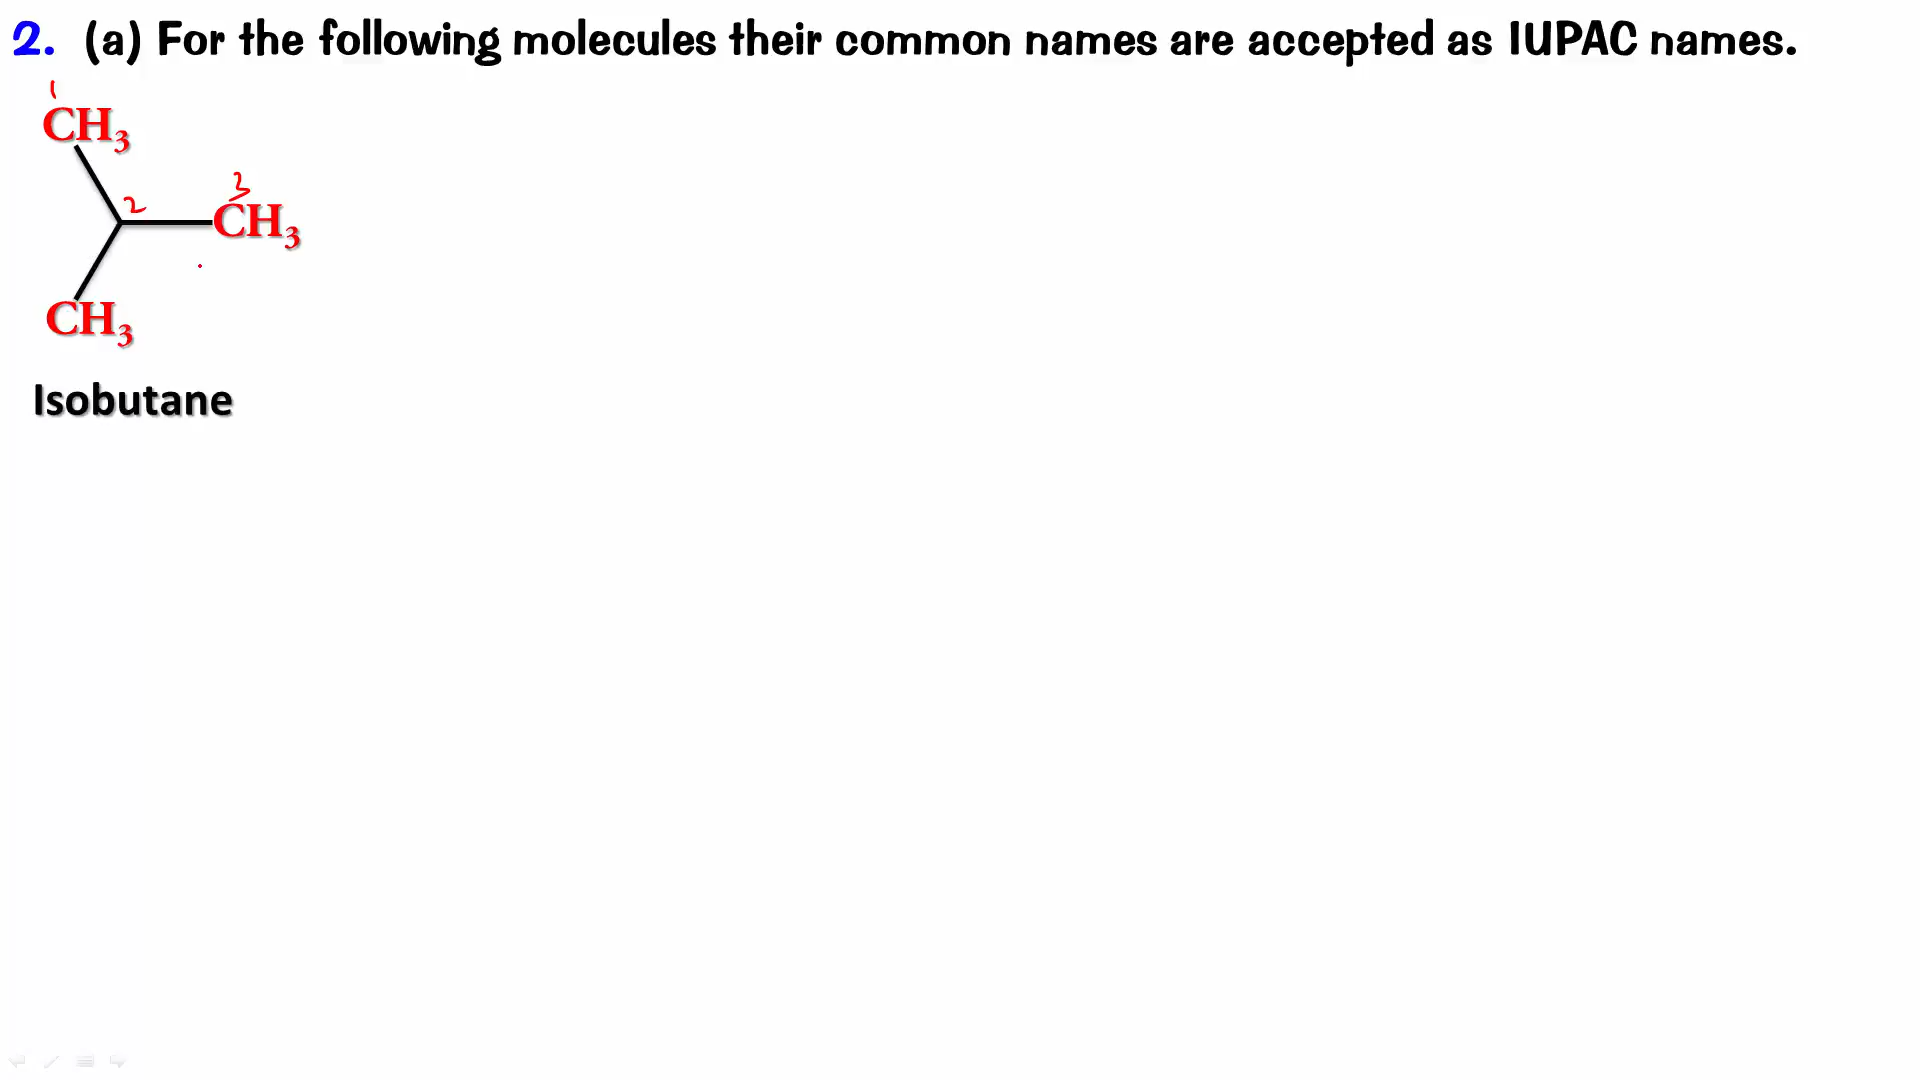 2. (a) For the following molecules their common names are accepted as IUPAC names.
1
CH₃
2
3
CH₃
CH₃
Isobutane